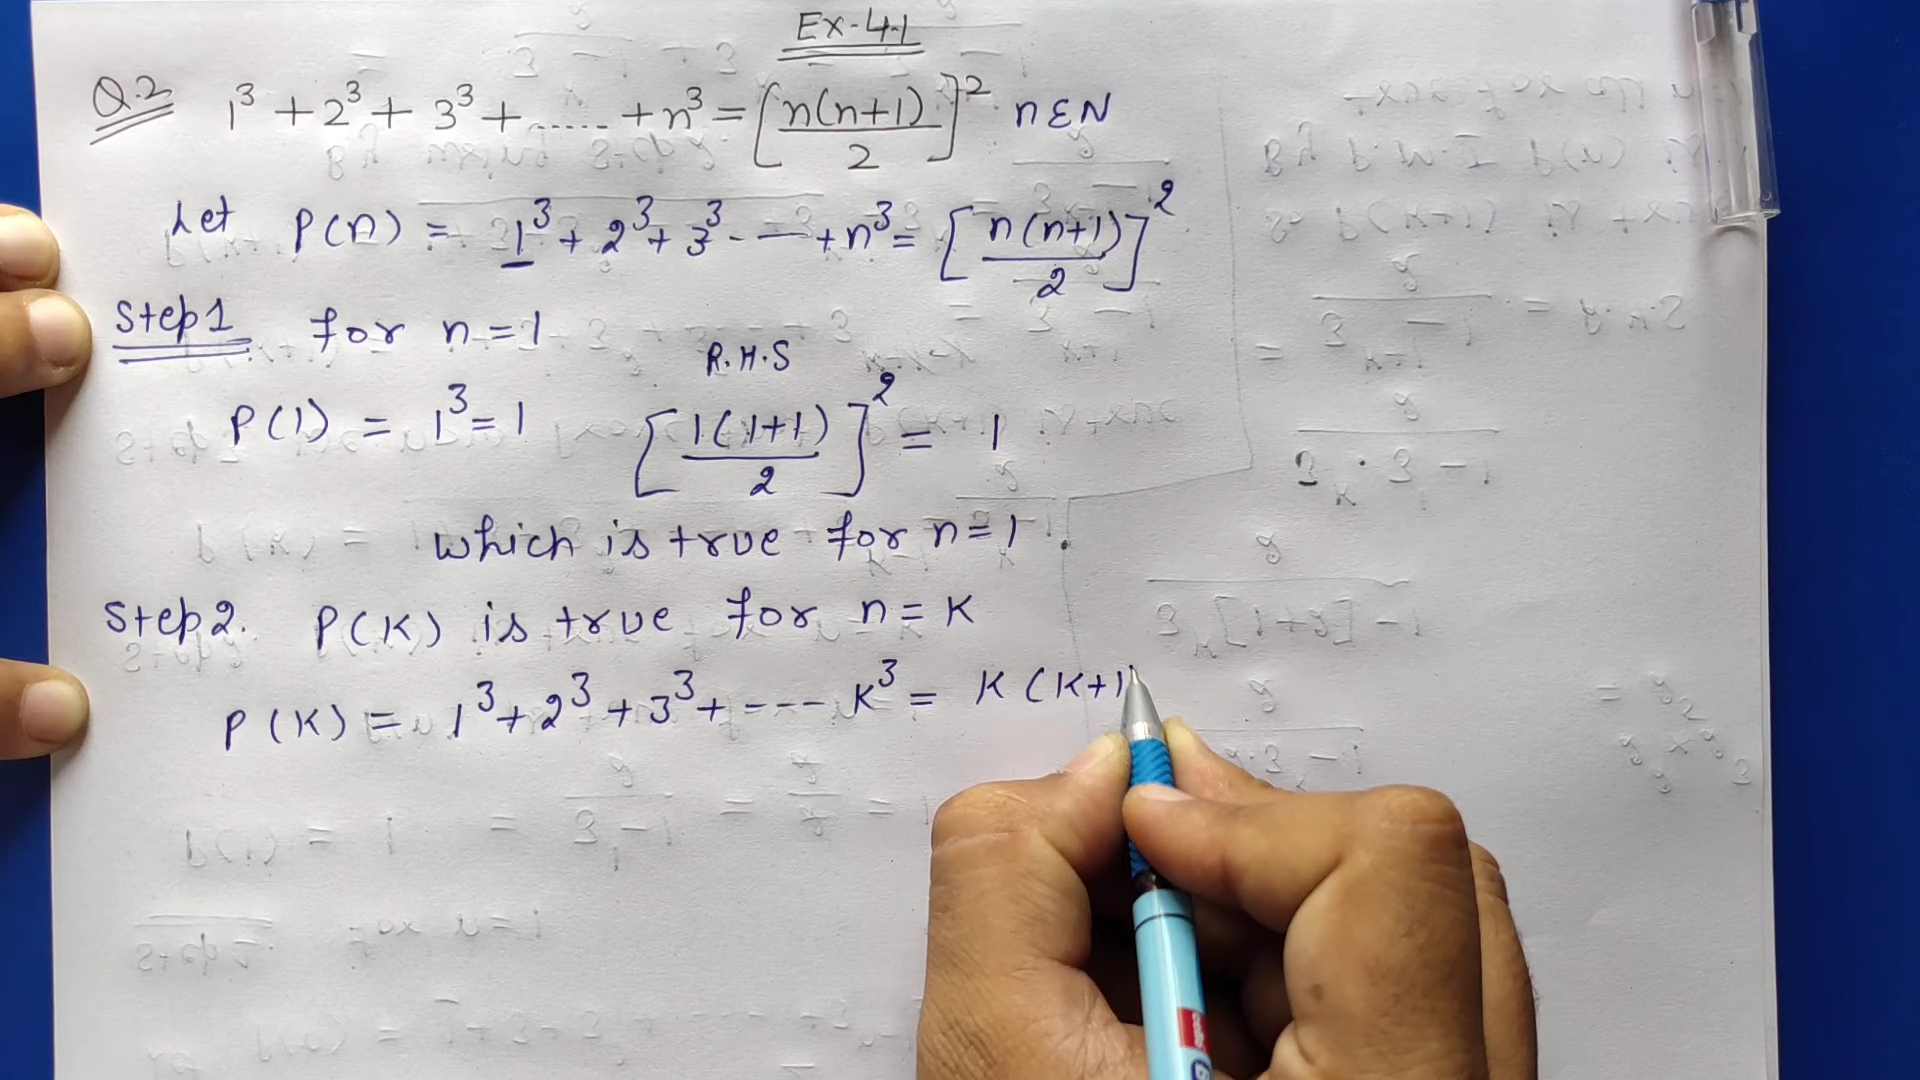 Ex-4.1
Q.2 1³ + 2³ + 3³ + ...... + n³ = [n(n+1)/2]² n ε N
Let P(n) = 1³ + 2³ + 3³ - — + n³ = [n(n+1)/2]²
Step 1 for n = 1
R.H.S
P(1) = 1³ = 1 [1(1+1)/2]² = 1
which is true for n = 1
Step 2. P(K) is true for n = K
P(K) = 1³ + 2³ + 3³ + ---- K³ = K(K+1